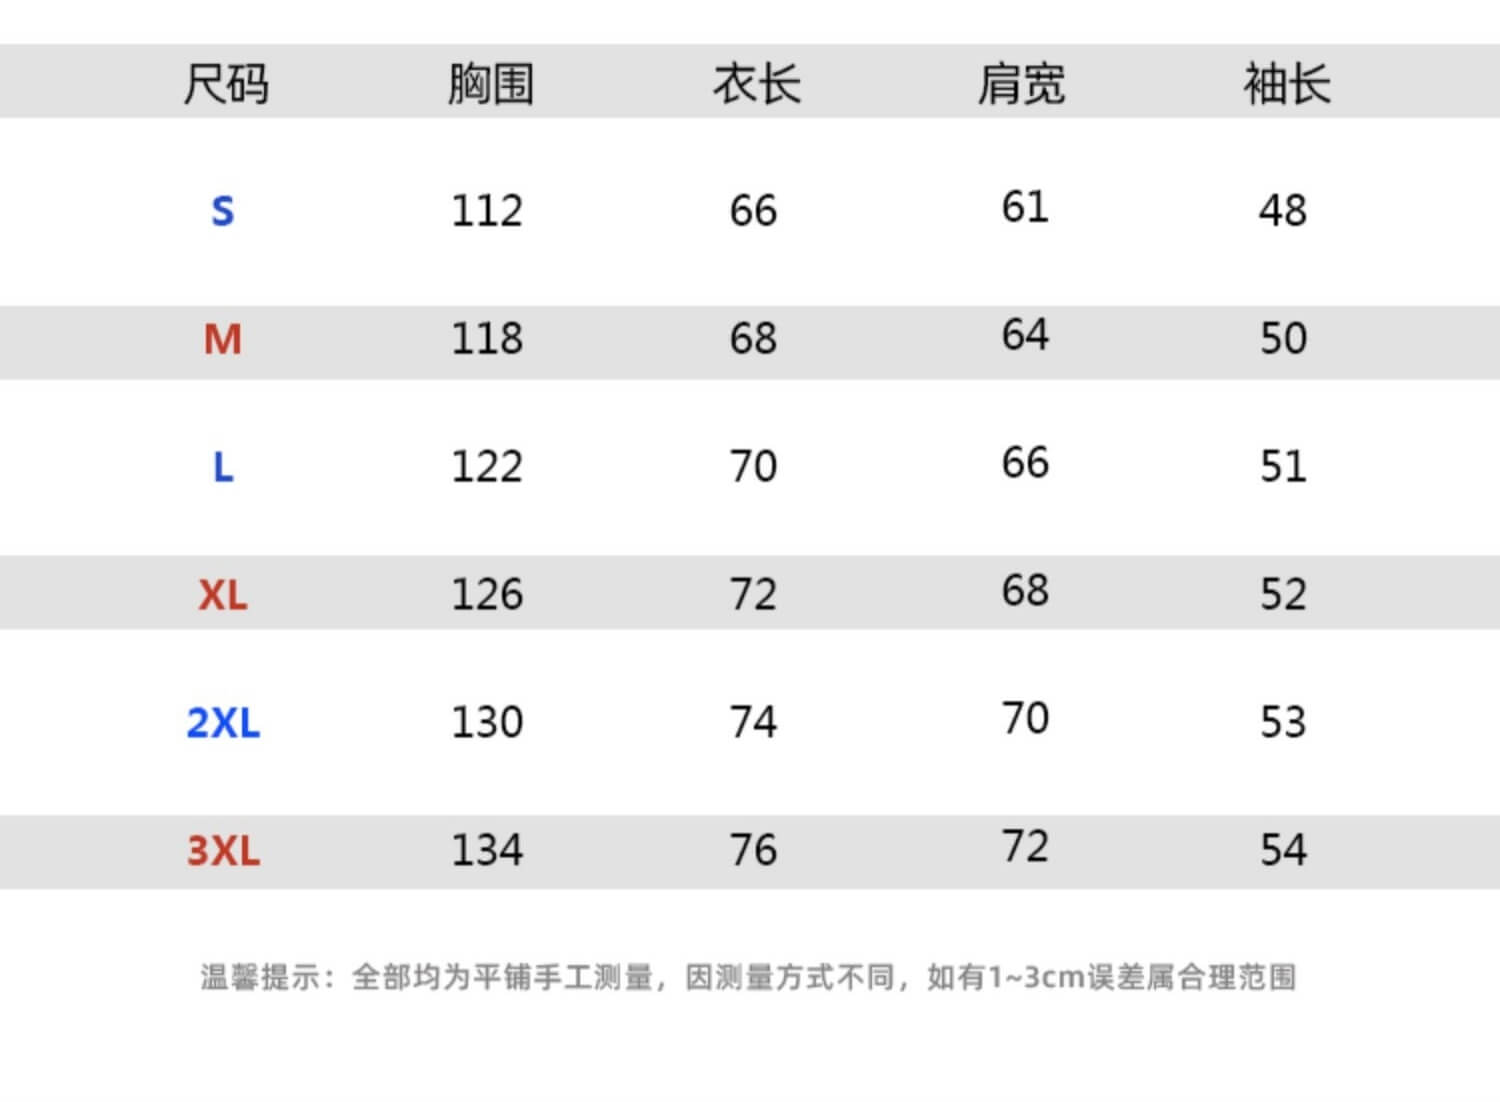 尺码 胸围 衣长 肩宽 袖长
S 112 66 61 48
M 118 68 64 50
L 122 70 66 51
XL 126 72 68 52
2XL 130 74 70 53
3XL 134 76 72 54
温馨提示：全部均为平铺手工测量，因测量方式不同，如有1~3cm误差属合理范围